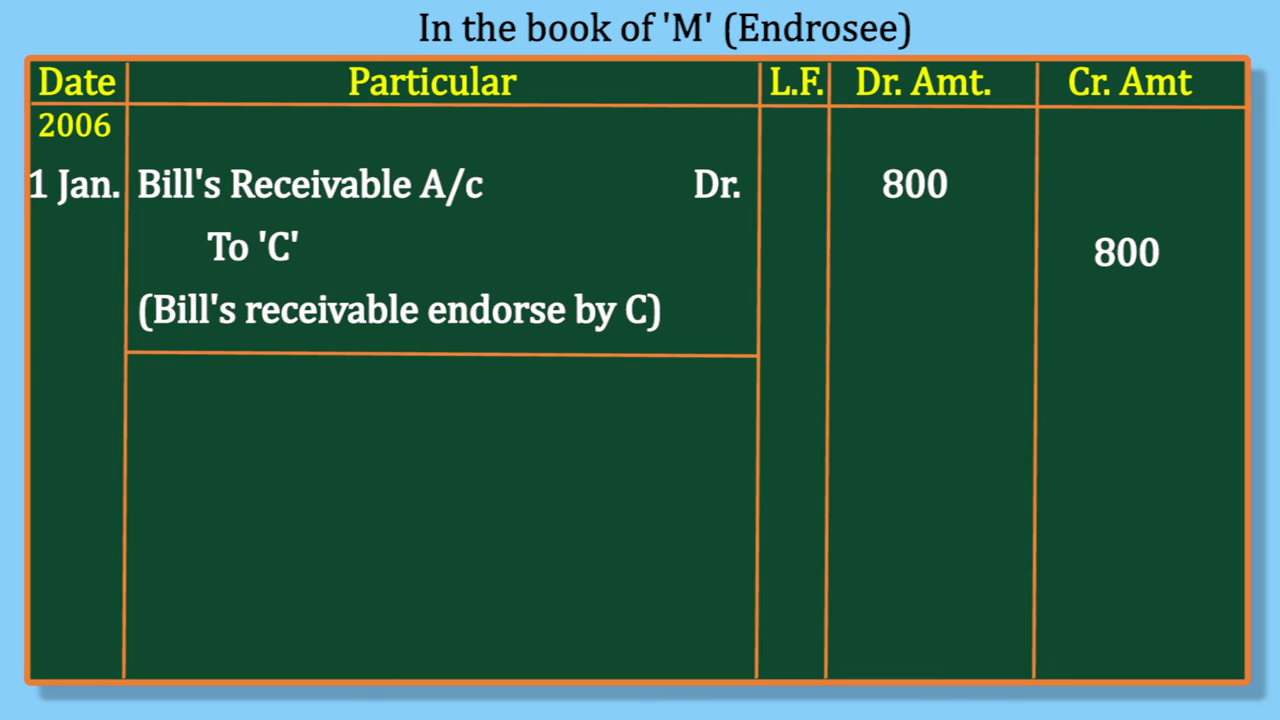 In the book of 'M' (Endrosee)
Date Particular L.F. Dr. Amt. Cr. Amt
2006
1 Jan. Bill's Receivable A/c Dr. 800
To 'C' 800
(Bill's receivable endorse by C)